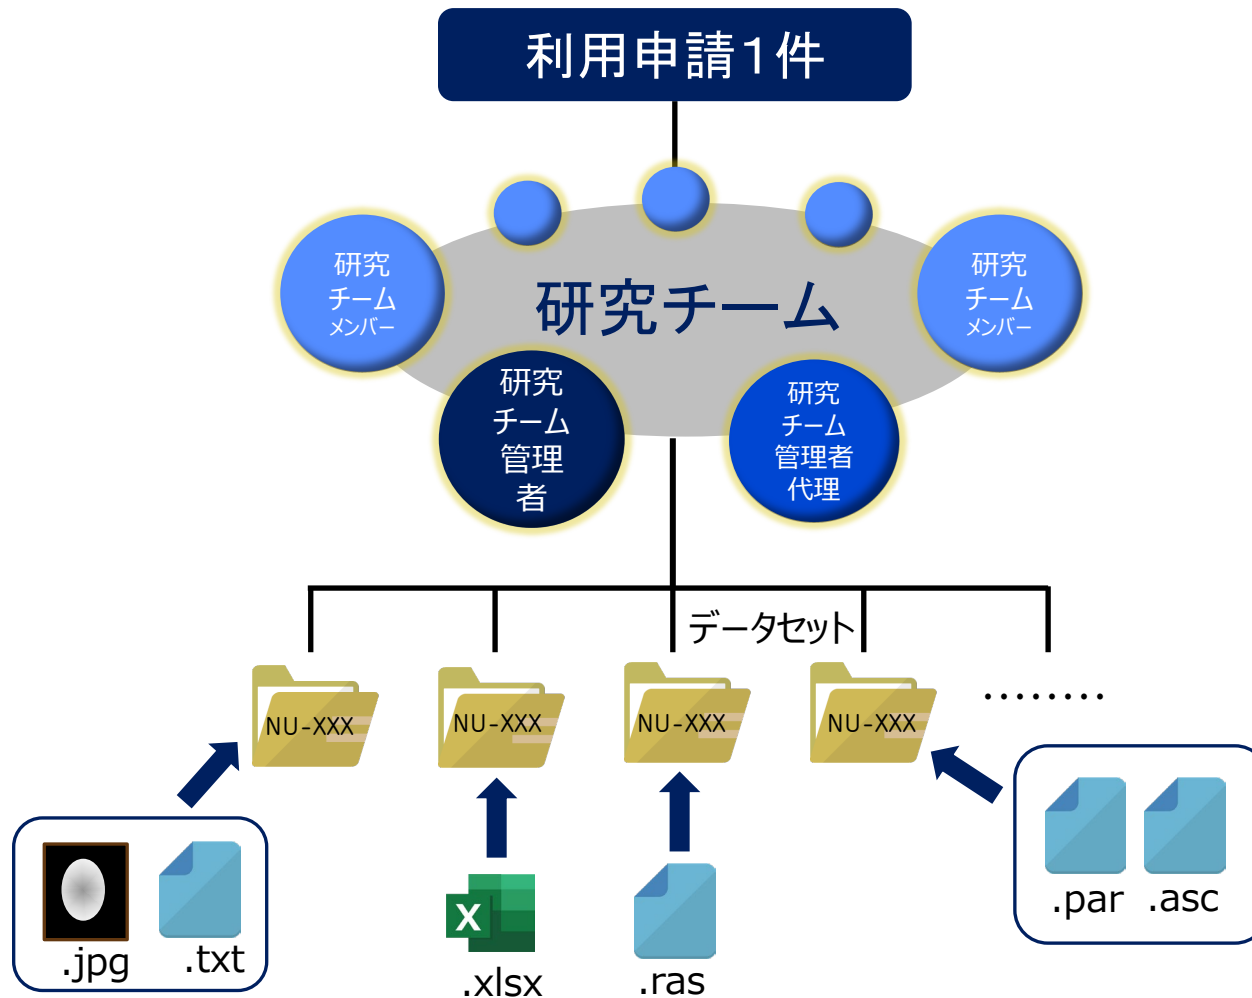 利用申請1件
研究
チーム
メンバー
研究チーム
研究
チーム
メンバー
研究
チーム
管理
者
研究
チーム
管理者
代理
データセット
NU-XXX
NU-XXX
NU-XXX
NU-XXX
………
.jpg
.txt
X
.xlsx
.ras
.par
.asc